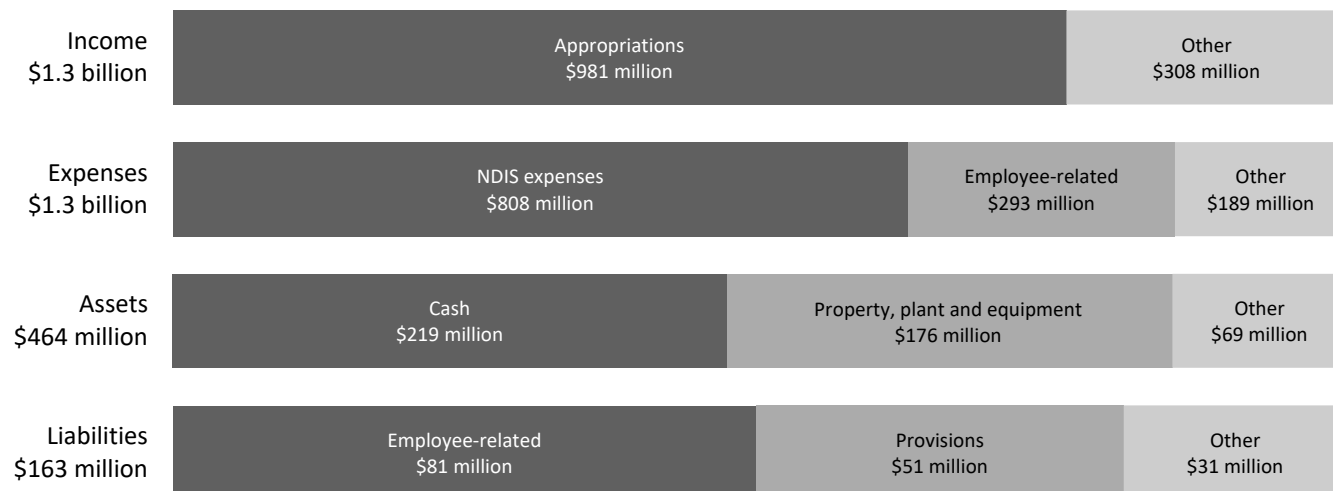 Income
$1.3 billion
Appropriations
$981 million
Other
$308 million
Expenses
$1.3 billion
NDIS expenses
$808 million
Employee-related
$293 million
Other
$189 million
Assets
$464 million
Cash
$219 million
Property, plant and equipment
$176 million
Other
$69 million
Liabilities
$163 million
Employee-related
$81 million
Provisions
$51 million
Other
$31 million